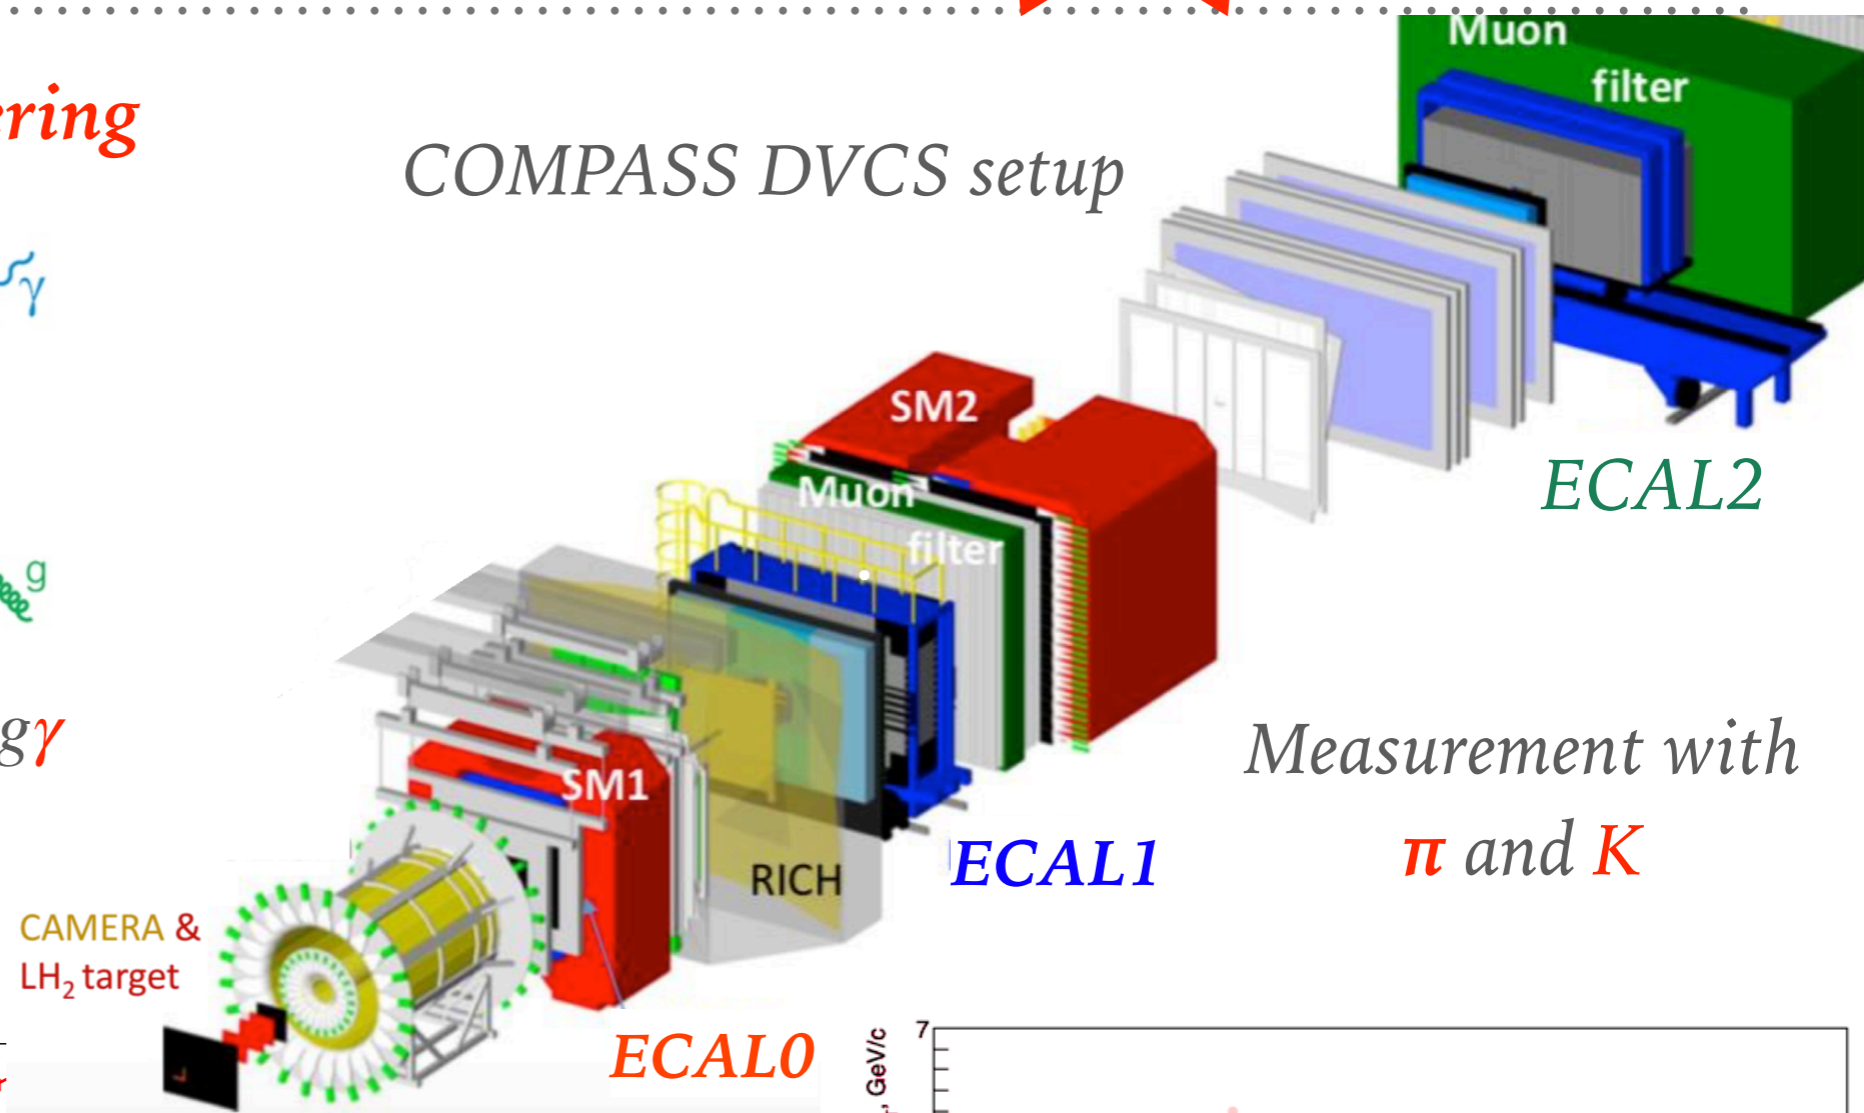 Muon
filter
ering
COMPASS DVCS setup
γ
SM2
ECAL2
Muon
filter
g
gγ
Measurement with
SM1
π and K
ECAL1
RICH
CAMERA &
LH₂ target
ECAL0
7
, GeV/c